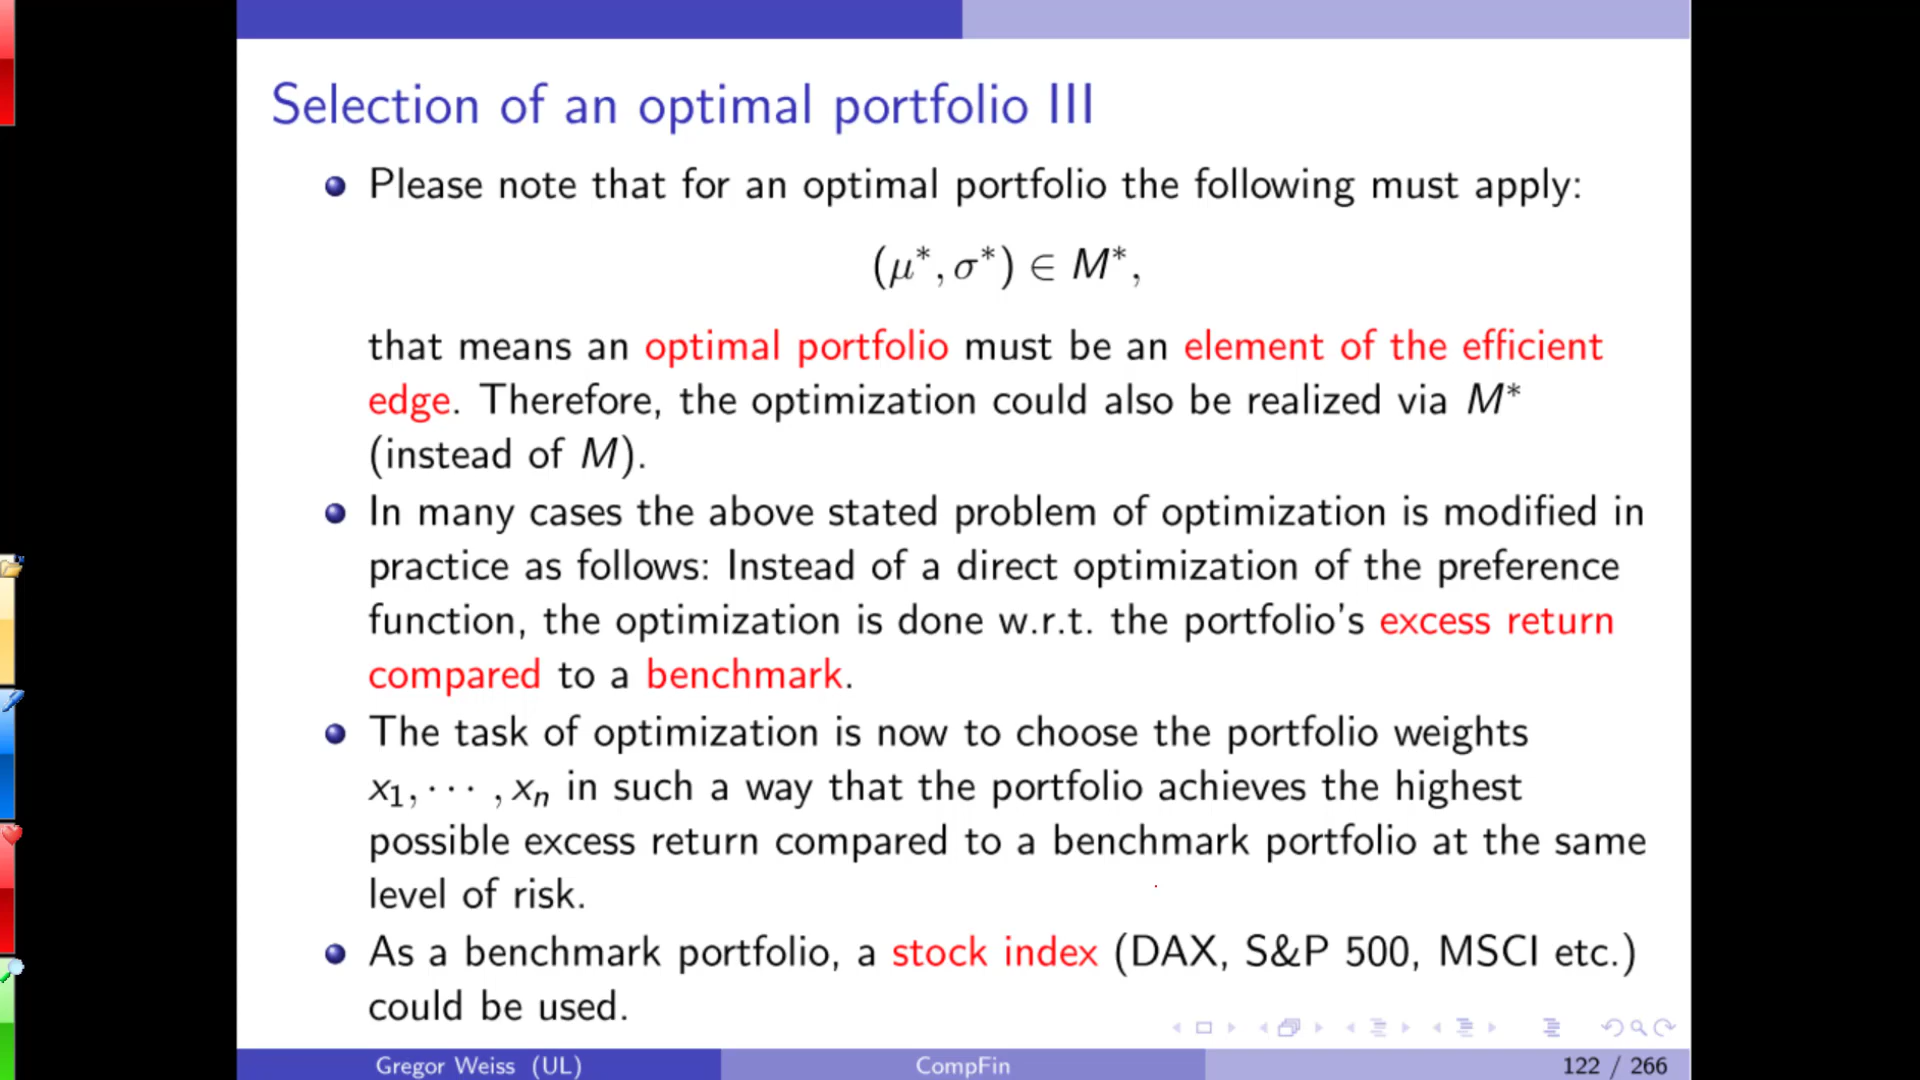 Selection of an optimal portfolio III
Please note that for an optimal portfolio the following must apply:
(μ*, σ*) ∈ M*,
that means an optimal portfolio must be an element of the efficient
edge. Therefore, the optimization could also be realized via M*
(instead of M).
In many cases the above stated problem of optimization is modified in
practice as follows: Instead of a direct optimization of the preference
function, the optimization is done w.r.t. the portfolio's excess return
compared to a benchmark.
The task of optimization is now to choose the portfolio weights
x₁, ⋯ , xₙ in such a way that the portfolio achieves the highest
possible excess return compared to a benchmark portfolio at the same
level of risk.
As a benchmark portfolio, a stock index (DAX, S&P 500, MSCI etc.)
could be used.
Gregor Weiss (UL) CompFin 122 / 266